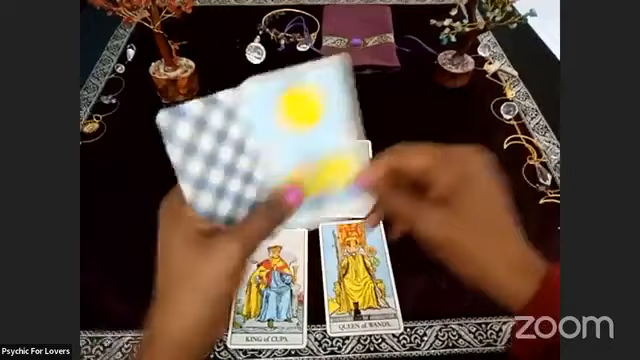 KING of CUPS.
QUEEN of WANDS.
Psychic For Lovers
zoom